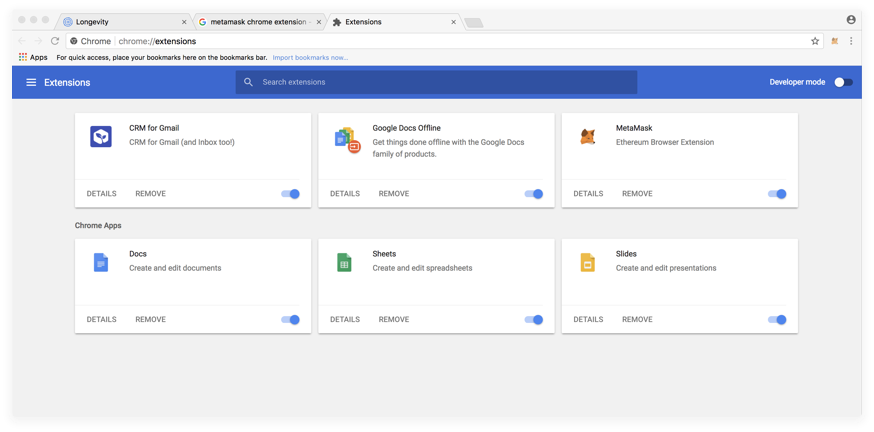 Longevity
metamask chrome extension -
Extensions
Chrome
chrome://extensions
Apps
For quick access, place your bookmarks here on the bookmarks bar. Import bookmarks now...
Extensions
Search extensions
Developer mode
CRM for Gmail
CRM for Gmail (and Inbox too!)
DETAILS
REMOVE
Google Docs Offline
Get things done offline with the Google Docs
family of products.
DETAILS
REMOVE
MetaMask
Ethereum Browser Extension
DETAILS
REMOVE
Chrome Apps
Docs
Create and edit documents
DETAILS
REMOVE
Sheets
Create and edit spreadsheets
DETAILS
REMOVE
Slides
Create and edit presentations
DETAILS
REMOVE